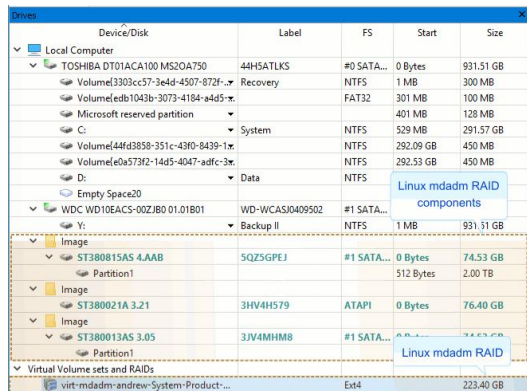 Drives
Device/Disk Label FS Start Size
Local Computer
TOSHIBA DT01ACA100 MS2OA750 44H5ATLKS #0 SATA... 0 Bytes 931.51 GB
Volume{3303cc57-3e4d-4507-872f-... Recovery NTFS 1 MB 300 MB
Volume{edb1043b-3073-4184-a4d5-... FAT32 301 MB 100 MB
Microsoft reserved partition 401 MB 128 MB
C: System NTFS 529 MB 291.57 GB
Volume{44fd3858-351c-43f0-8439-1... NTFS 292.09 GB 450 MB
Volume{e0a573f2-14d5-4047-adfc-3... NTFS 292.53 GB 450 MB
D: Data NTFS
Empty Space20
Linux mdadm RAID
components
WDC WD10EACS-00ZJB0 01.01B01 WD-WCASJ0409502 #1 SATA...
Y: Backup II NTFS 1 MB 931.51 GB
Image
ST380815AS 4.AAB 5QZ5GPEJ #1 SATA... 0 Bytes 74.53 GB
Partition1 512 Bytes 2.00 TB
Image
ST380021A 3.21 3HV4H579 ATAPI 0 Bytes 76.40 GB
Image
ST380013AS 3.05 3JV4MHM8 #1 SATA... 0 Bytes 74.53 GB
Partition1
Linux mdadm RAID
Virtual Volume sets and RAIDs
virt-mdadm-andrew-System-Product-... Ext4 223.40 GB